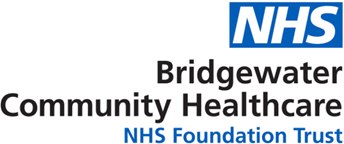 NHS
Bridgewater
Community Healthcare
NHS Foundation Trust